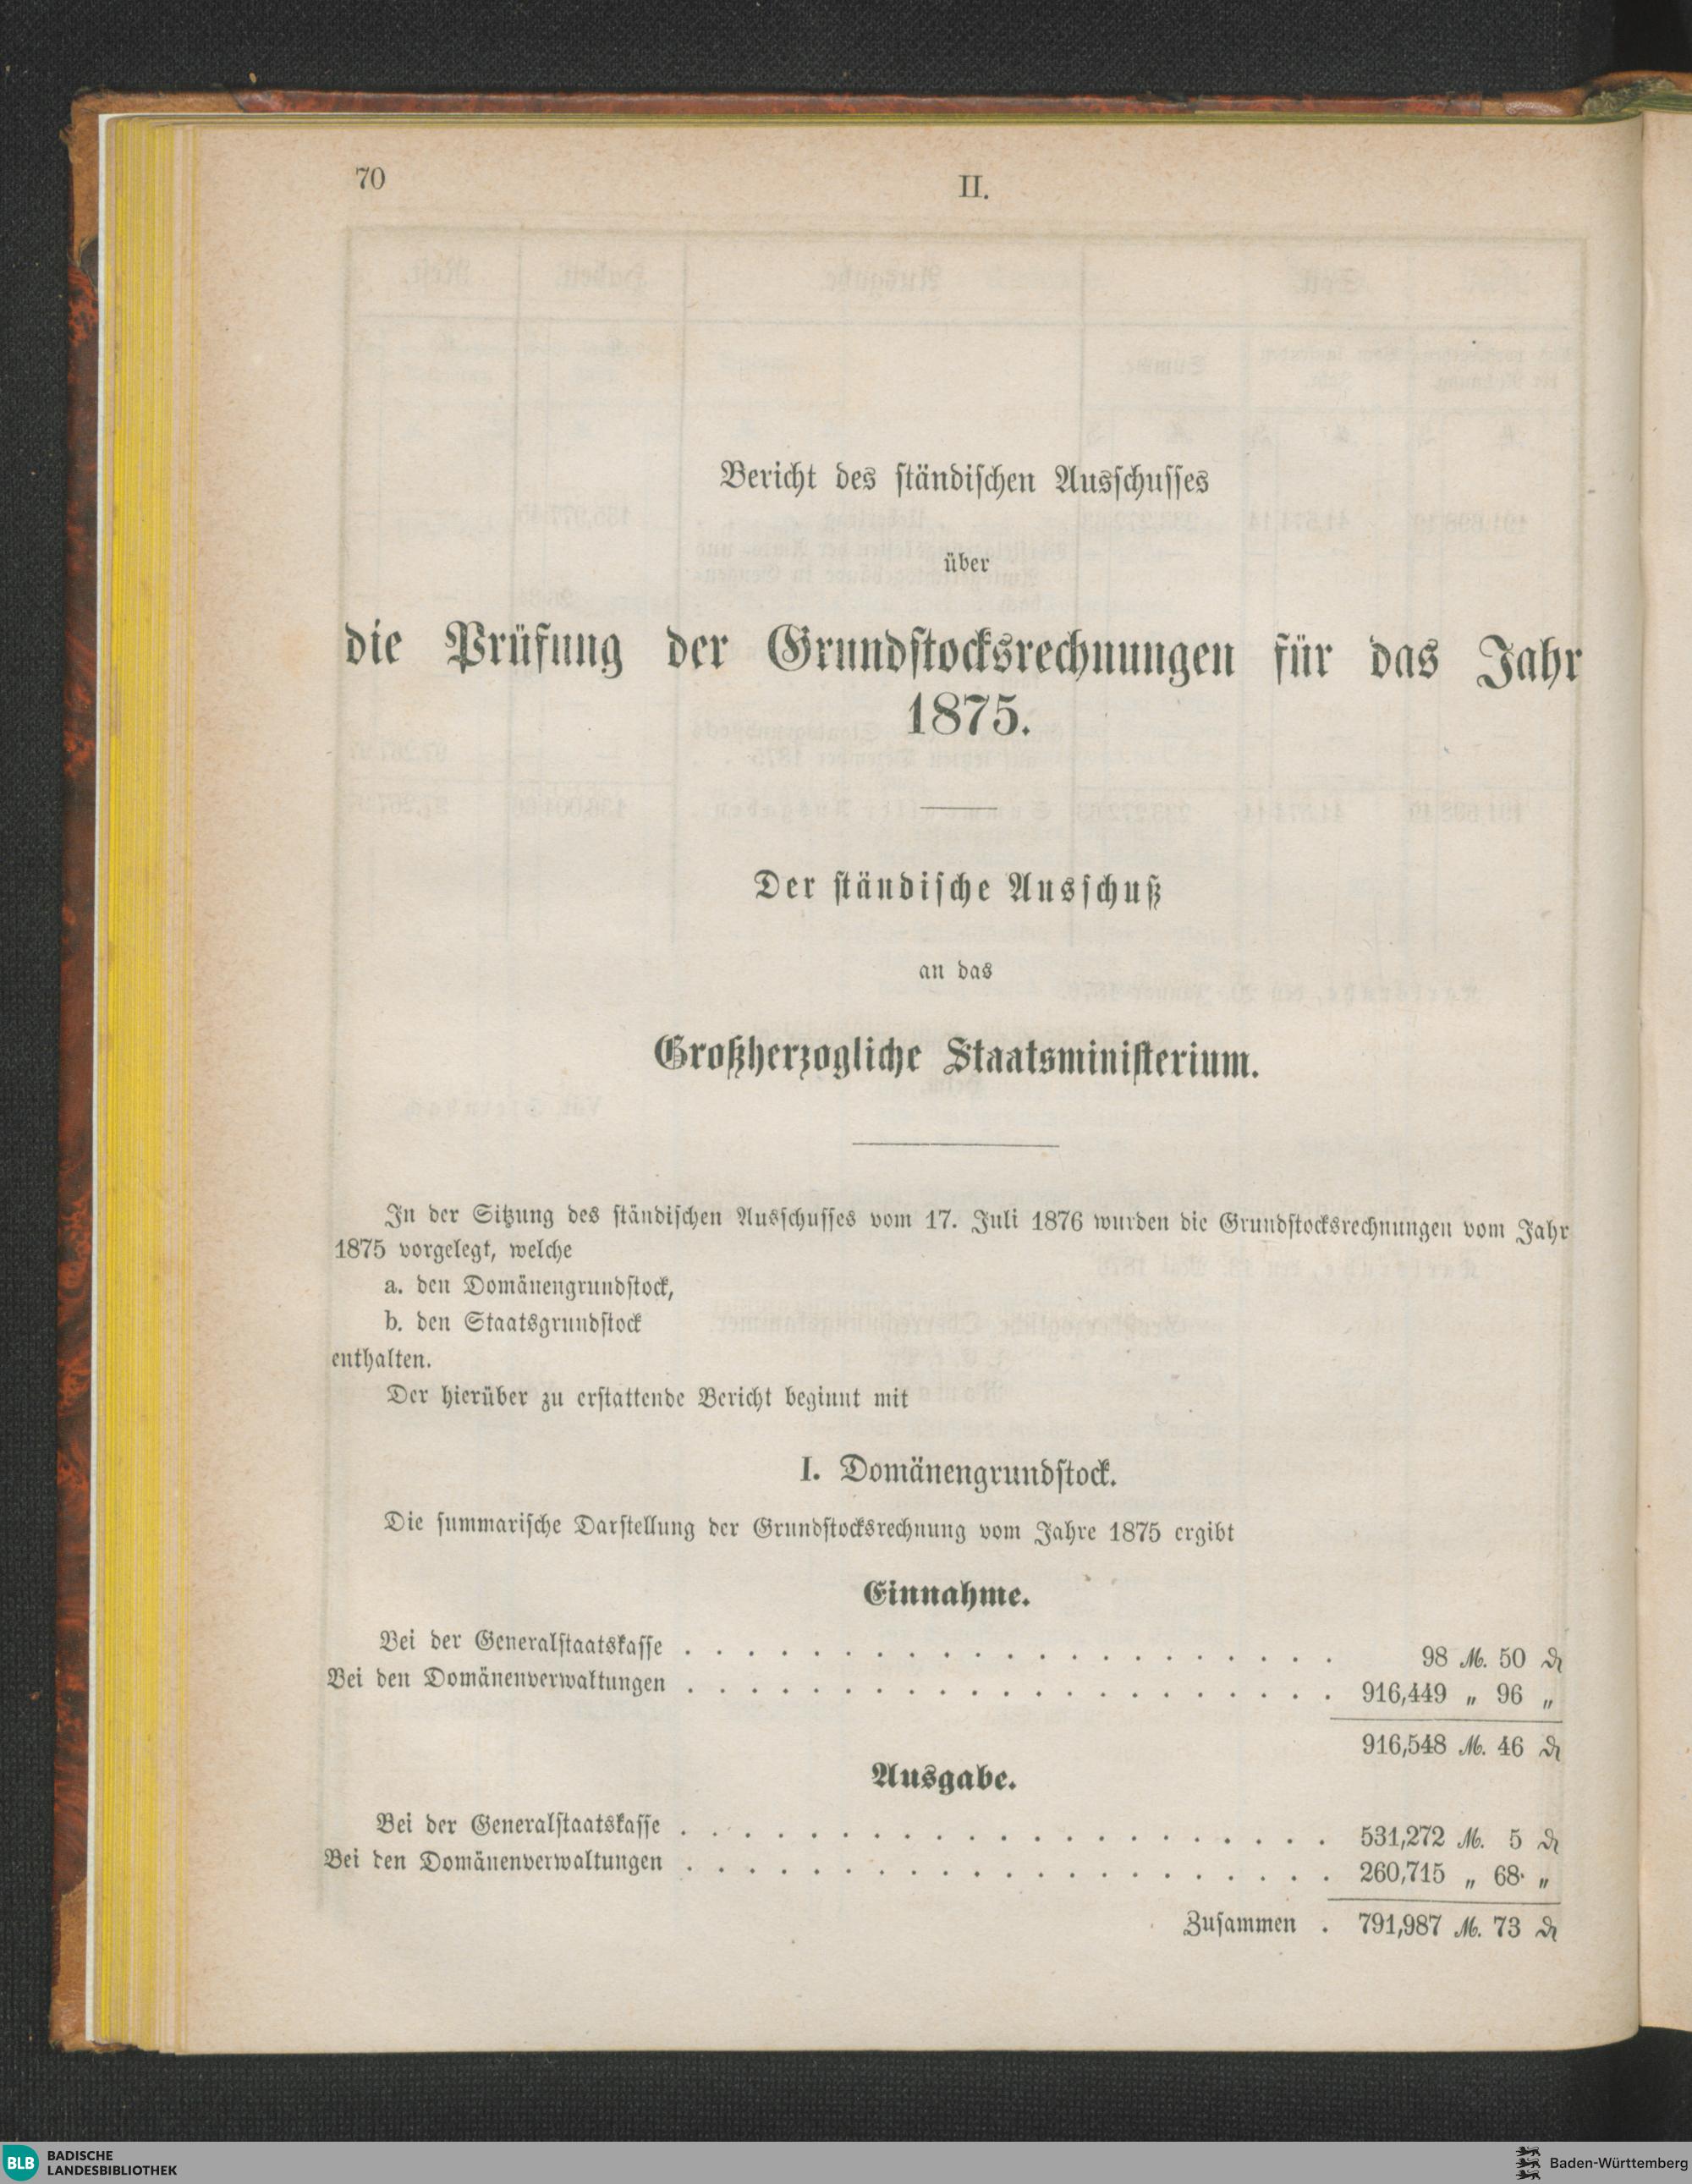 70
II.
Bericht des ständischen Ausschusses
über
die Prüfung der Grundstocksrechnungen für das Jahr
1875.
Der ständische Ausschuß
an das
Großherzogliche Staatsministerium.
In der Sitzung des ständischen Ausschusses vom 17. Juli 1876 wurden die Grundstocksrechnungen vom Jahr
1875 vorgelegt, welche
a. den Domänengrundstock,
b. den Staatsgrundstock
enthalten.
Der hierüber zu erstattende Bericht beginnt mit
I. Domänengrundstock.
Die summarische Darstellung der Grundstocksrechnung vom Jahre 1875 ergibt
Einnahme.
Bei der Generalstaatskasse . . . . . . . . . . . . . . . . . . . . . 98 ℳ. 50 ₰
Bei den Domänenverwaltungen . . . . . . . . . . . . . . . . . . . . . 916,449 „ 96 „
916,548 ℳ. 46 ₰
Ausgabe.
Bei der Generalstaatskasse . . . . . . . . . . . . . . . . . . . . . 531,272 ℳ. 5 ₰
Bei den Domänenverwaltungen . . . . . . . . . . . . . . . . . . . . . 260,715 „ 68 „
Zusammen . 791,987 ℳ. 73 ₰
BLB BADISCHE
LANDESBIBLIOTHEK
Baden-Württemberg